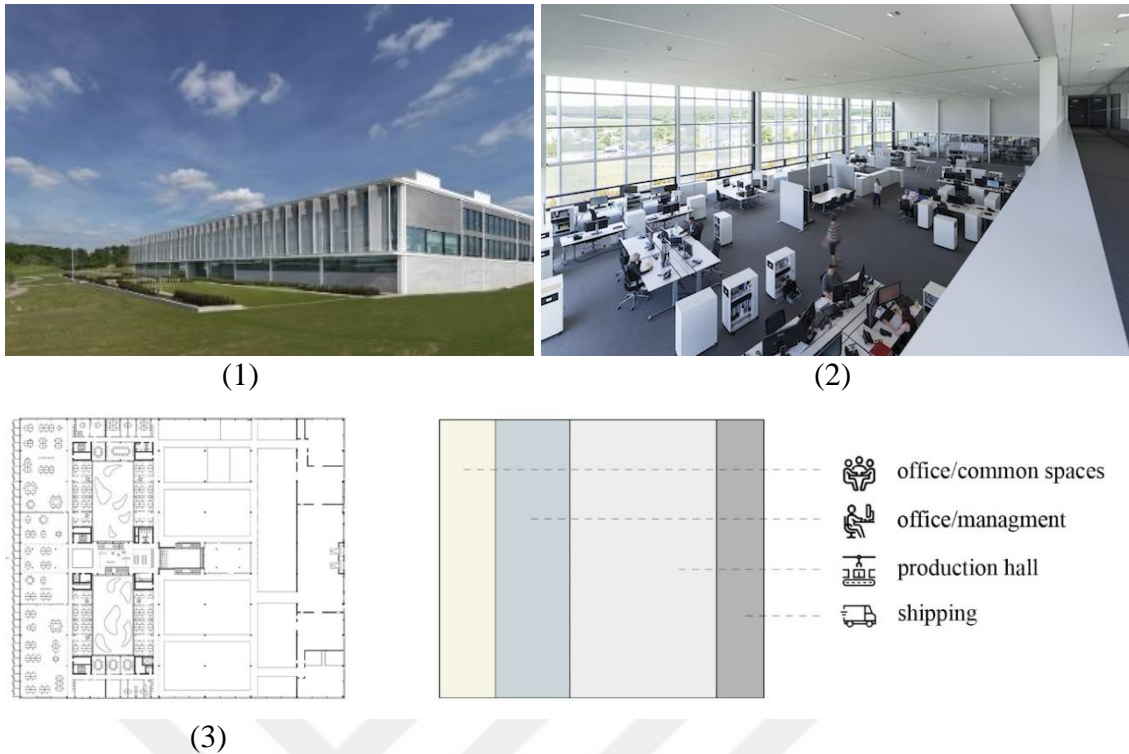 (1)
(2)
office/common spaces
office/managment
production hall
shipping
(3)